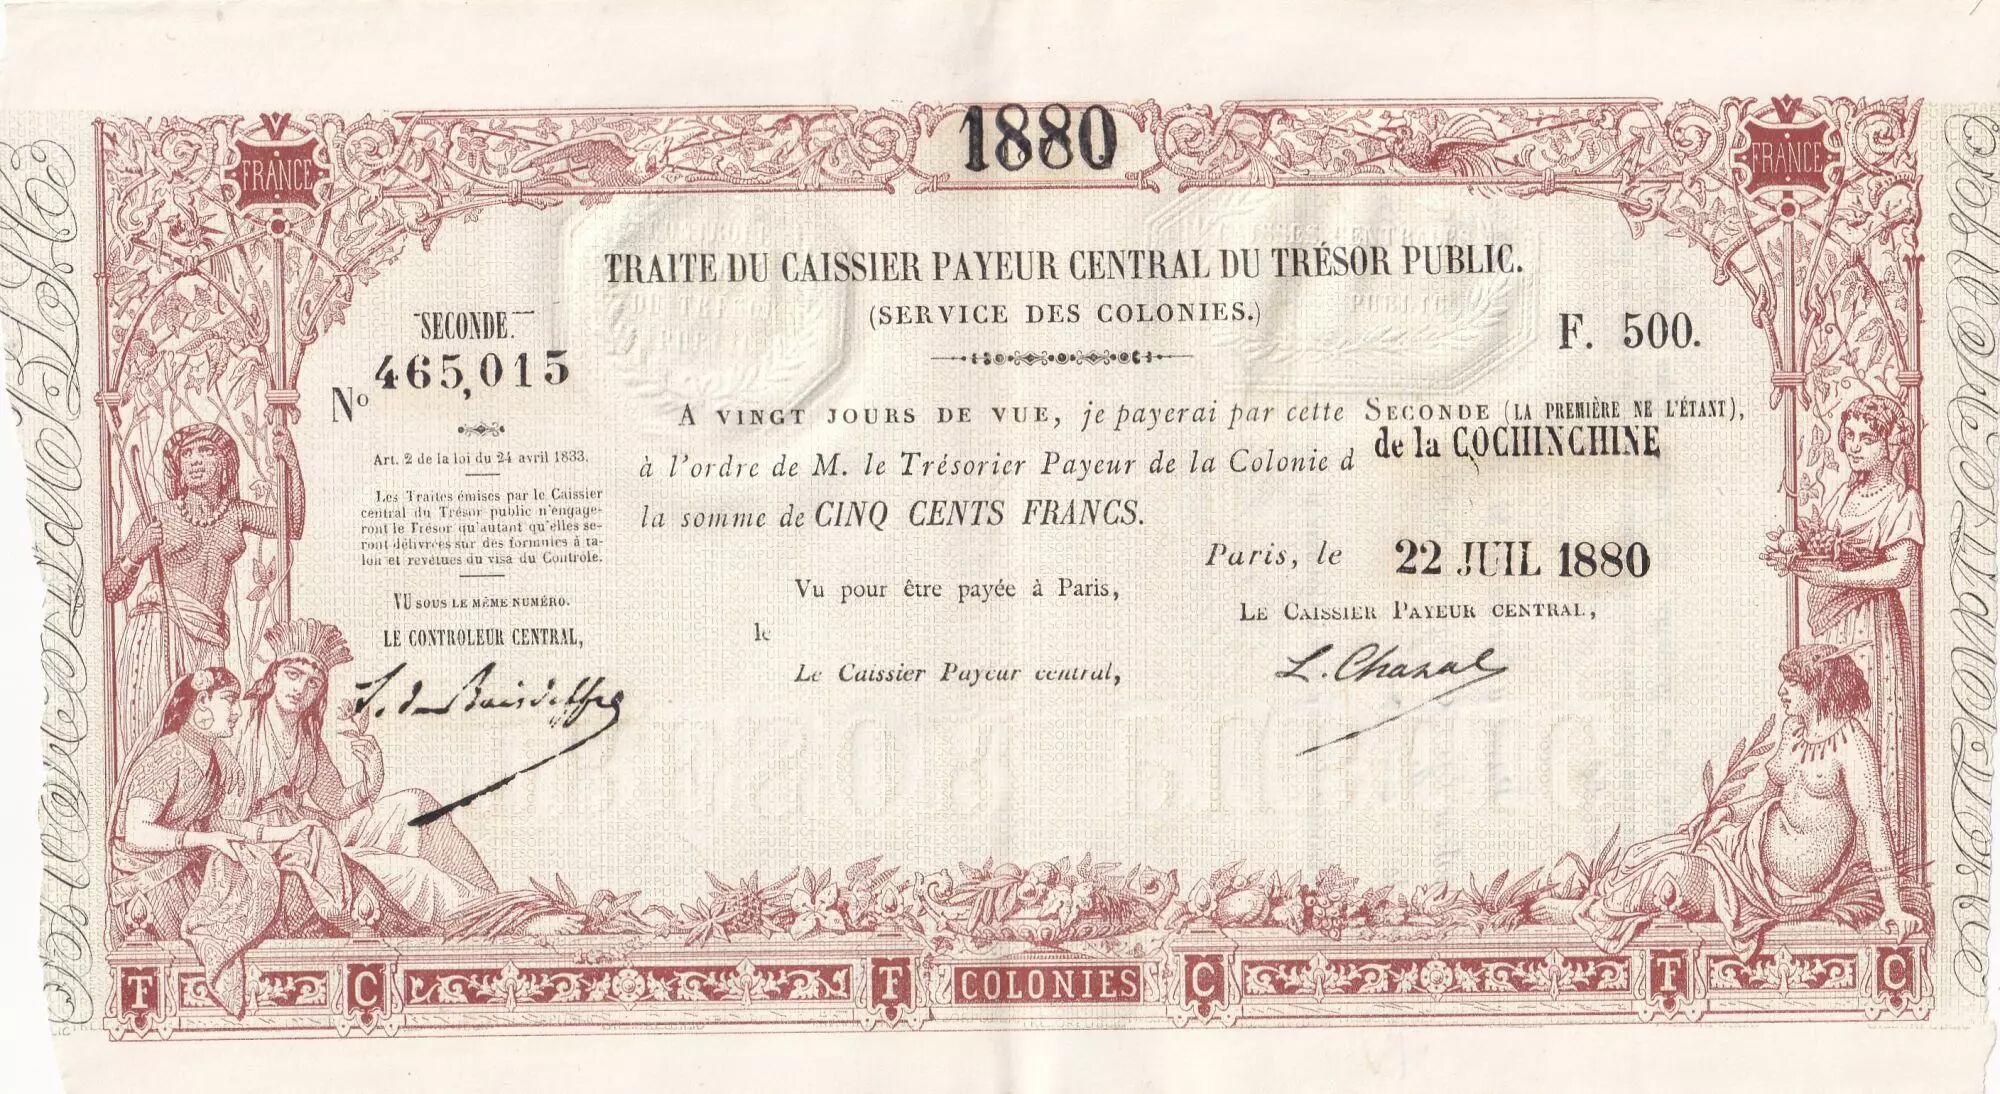 1880
FRANCE
FRANCE
TRAITE DU CAISSIER PAYEUR CENTRAL DU TRÉSOR PUBLIC.
(SERVICE DES COLONIES.)
SECONDE.
No 465,015
F. 500.
Art. 2 de la loi du 24 avril 1833.
Les Traites émises par le Caissier
central du Trésor public n'engage-
ront le Trésor qu'autant qu'elles se-
ront délivrées sur des formules à ta-
lon et revêtues du visa du Contrôle.
VU SOUS LE MÊME NUMÉRO.
LE CONTROLEUR CENTRAL,
A VINGT JOURS DE VUE, je payerai par cette SECONDE (LA PREMIÈRE NE L'ÉTANT),
à l'ordre de M. le Trésorier Payeur de la Colonie d de la COCHINCHINE
la somme de CINQ CENTS FRANCS.
Paris, le 22 JUIL 1880
Vu pour être payée à Paris,
le
Le Caissier Payeur central,
LE CAISSIER PAYEUR CENTRAL,
L. Chazal
T C F COLONIES C T C